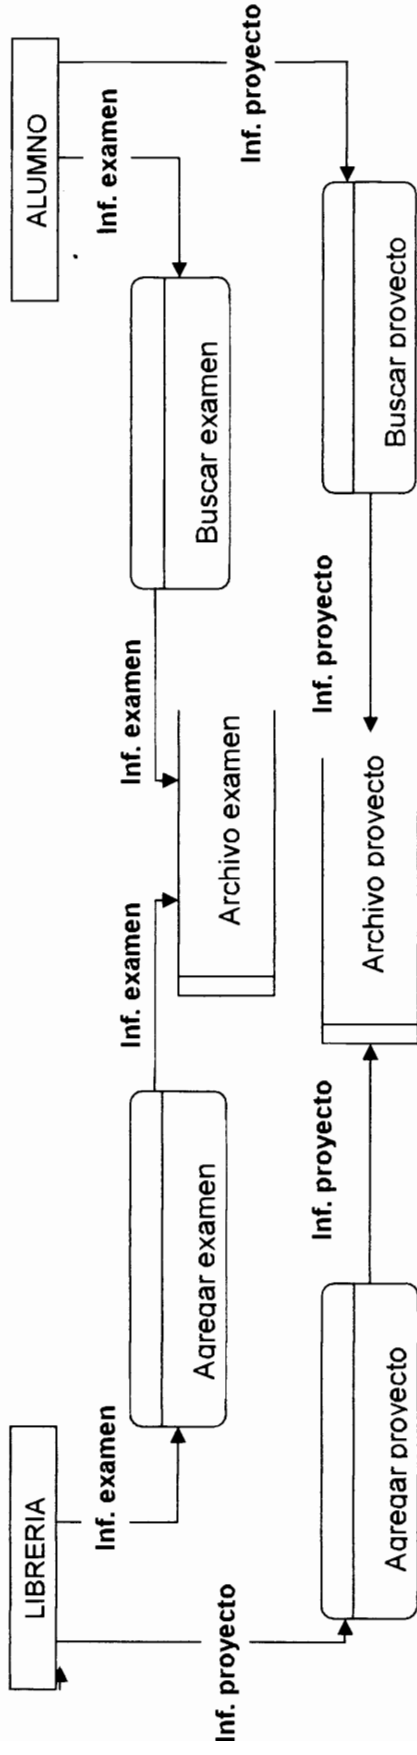 LIBRERIA
ALUMNO
Inf. examen
Inf. examen
Inf. proyecto
Inf. proyecto
Agregar examen
Inf. examen
Inf. examen
Buscar examen
Archivo examen
Agregar proyecto
Inf. proyecto
Inf. proyecto
Buscar proyecto
Archivo proyecto